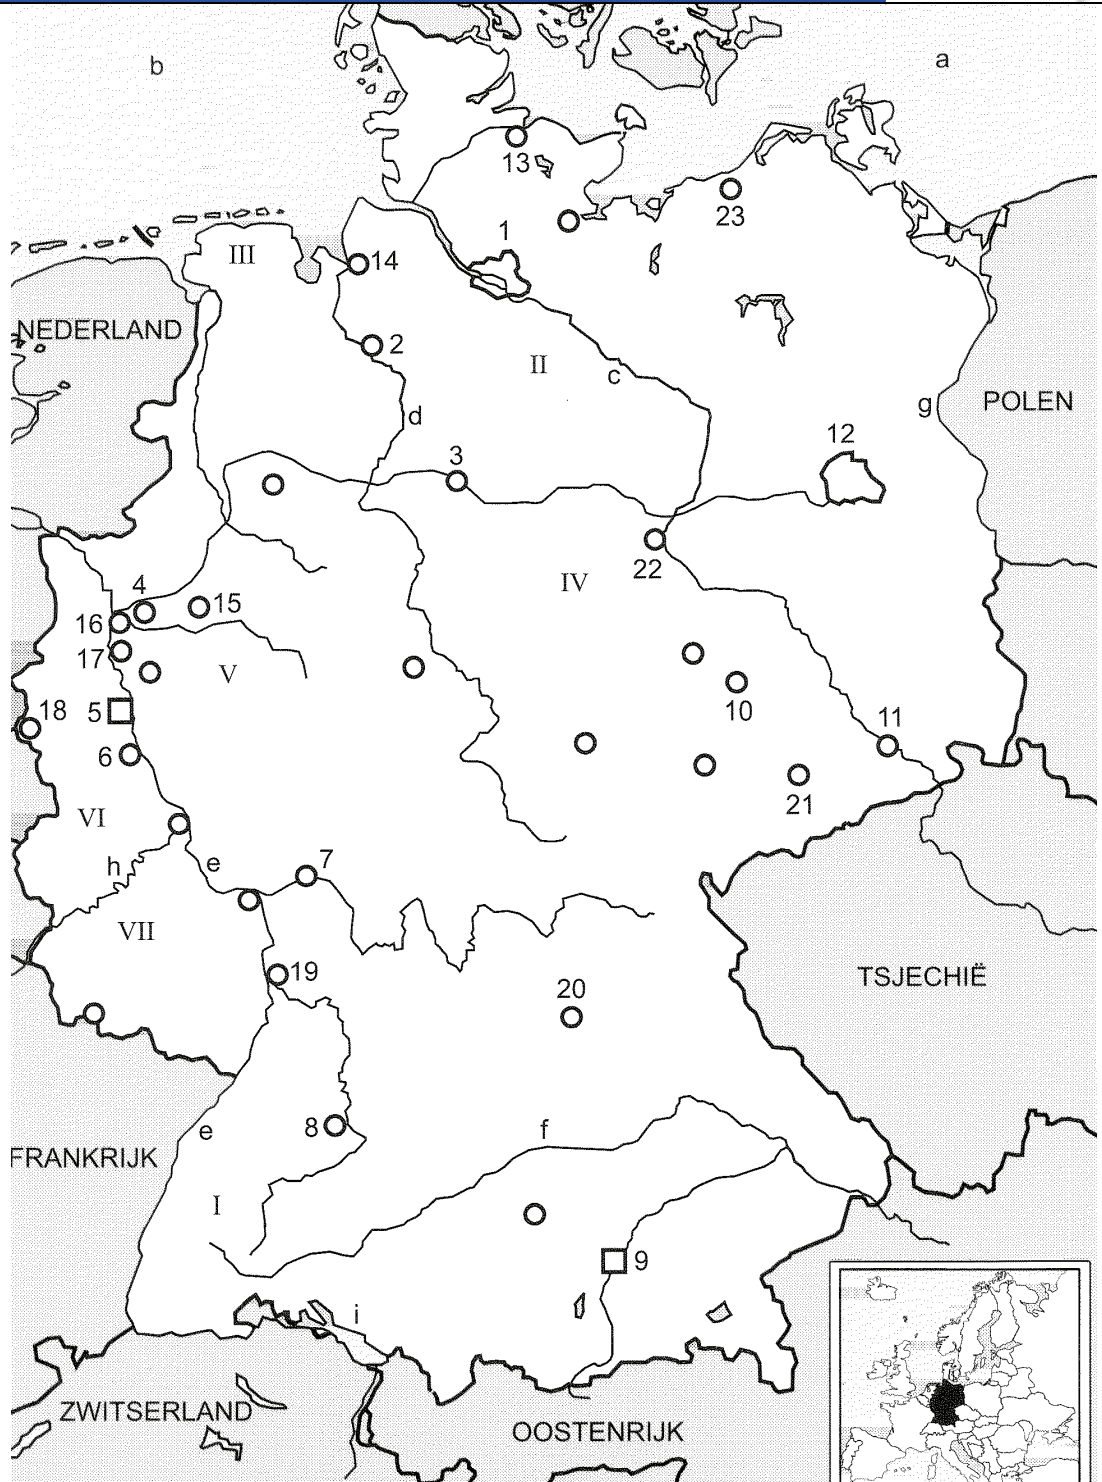 b
a
13
23
1
III
14
NEDERLAND
2
II
c
g
POLEN
d
12
3
22
IV
4
15
16
17
V
18
5
10
11
6
21
VI
h
e
7
VII
19
TSJECHIË
20
8
e
f
FRANKRIJK
I
9
i
ZWITSERLAND
OOSTENRIJK